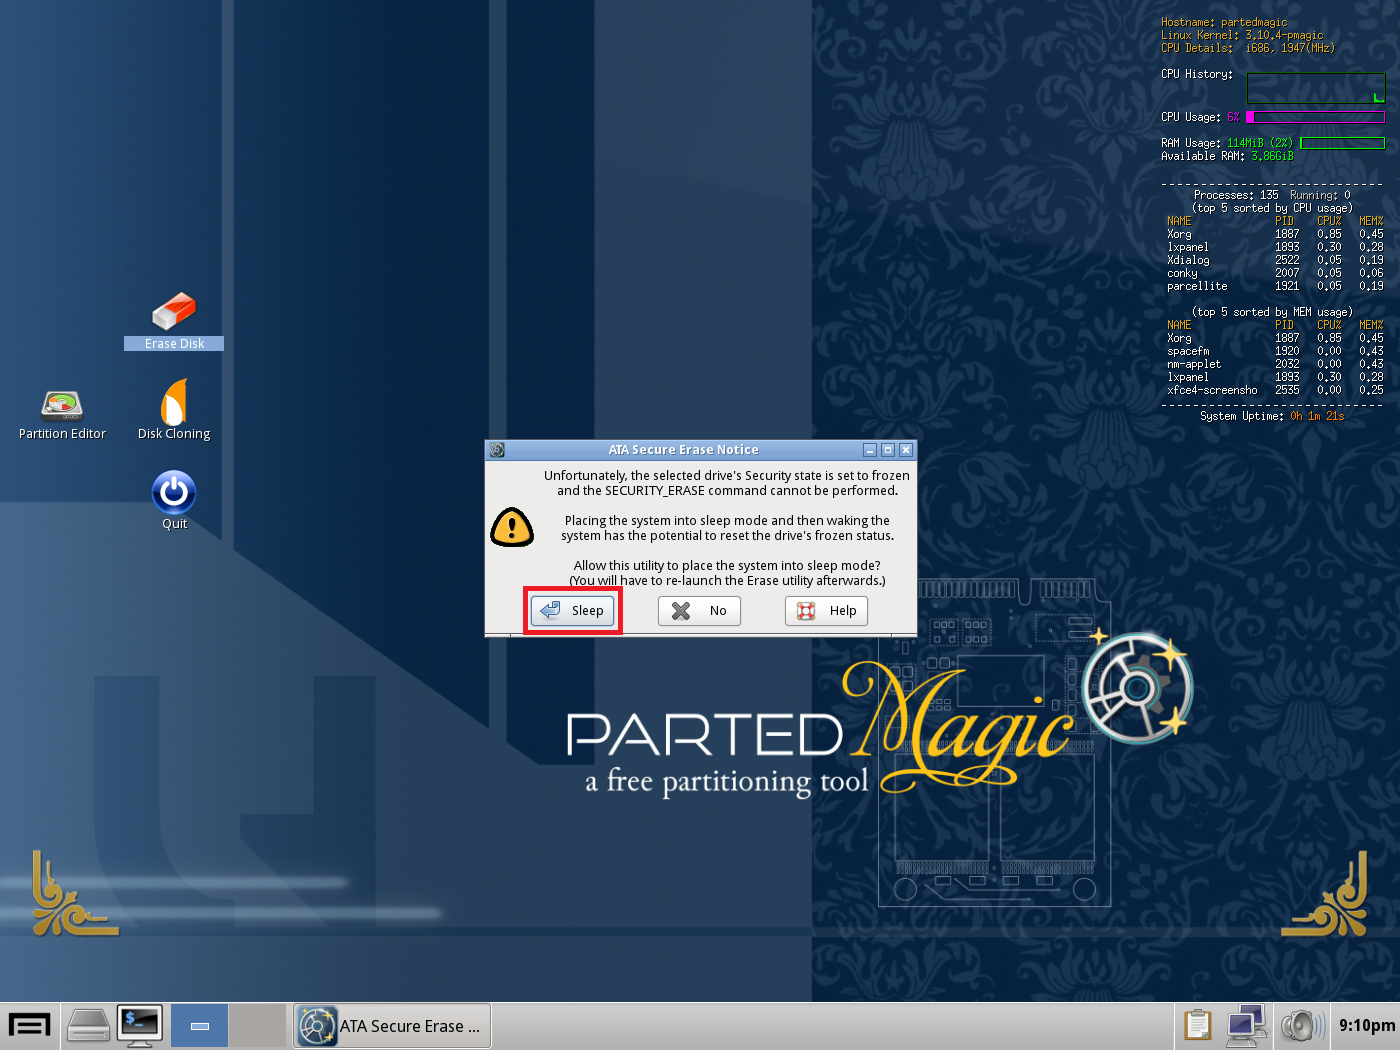 Hostname: partedmagic
Linux Kernel: 3.10.4-pmagic
CPU Details:  i686, 1947(MHz)
CPU History:
CPU Usage: 6%
RAM Usage: 114MiB (2%)
Available RAM: 3.86GiB
Processes: 135  Running: 0
(top 5 sorted by CPU usage)
NAME PID CPU% MEM%
Xorg 1887 0.85 0.45
lxpanel 1893 0.30 0.28
Xdialog 2522 0.05 0.19
conky 2007 0.05 0.06
parcellite 1921 0.05 0.19
(top 5 sorted by MEM usage)
NAME PID CPU% MEM%
Xorg 1887 0.85 0.45
spacefm 1920 0.00 0.43
nm-applet 2032 0.00 0.43
lxpanel 1893 0.30 0.28
xfce4-screensho 2535 0.00 0.25
System Uptime: 0h 1m 21s
Erase Disk
Partition Editor
Disk Cloning
Quit
ATA Secure Erase Notice
Unfortunately, the selected drive's Security state is set to frozen
and the SECURITY_ERASE command cannot be performed.
Placing the system into sleep mode and then waking the
system has the potential to reset the drive's frozen status.
Allow this utility to place the system into sleep mode?
(You will have to re-launch the Erase utility afterwards.)
Sleep
No
Help
PARTED Magic
a free partitioning tool
$_
ATA Secure Erase ...
9:10pm